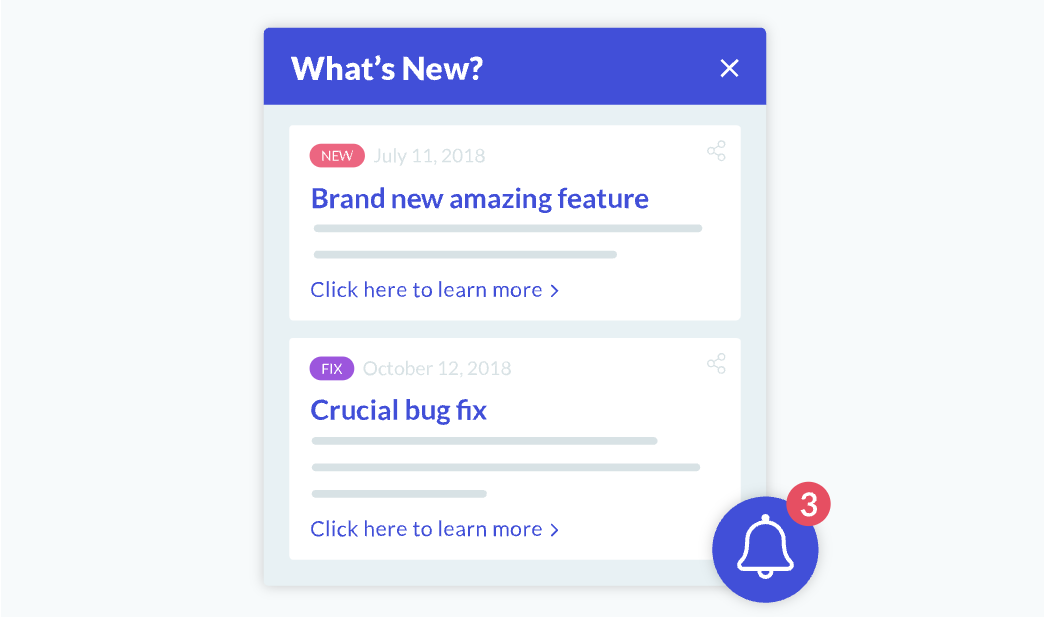 What's New?
NEW July 11, 2018
Brand new amazing feature
Click here to learn more >
FIX October 12, 2018
Crucial bug fix
Click here to learn more >
3